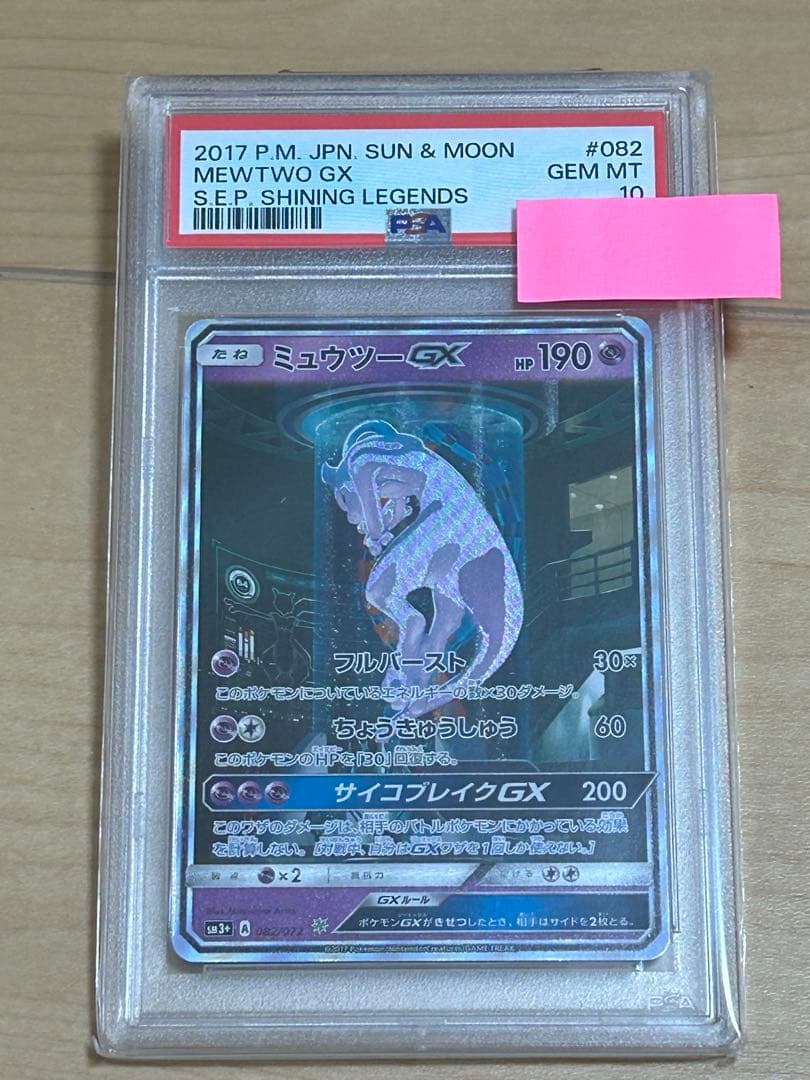 2017 P.M. JPN. SUN & MOON #082
MEWTWO GX GEM MT
S.E.P. SHINING LEGENDS 10
PSA
たね ミュウツーGX HP 190
64
フルバースト 30×
このポケモンについているエネルギーの数×30ダメージ。
ちょうきゅうしゅう 60
このポケモンのHPを「30」回復する。
サイコブレイクGX 200
このワザのダメージは、相手のバトルポケモンにかかっている効果
を計算しない。[対戦中、自分はGXワザを1回しか使えない。]
×2
GXルール
ポケモンGXがきぜつしたとき、相手はサイドを2枚とる。
SM3+ A 082/072
©2017 Pokémon/Nintendo/Creatures/GAME FREAK
PSA